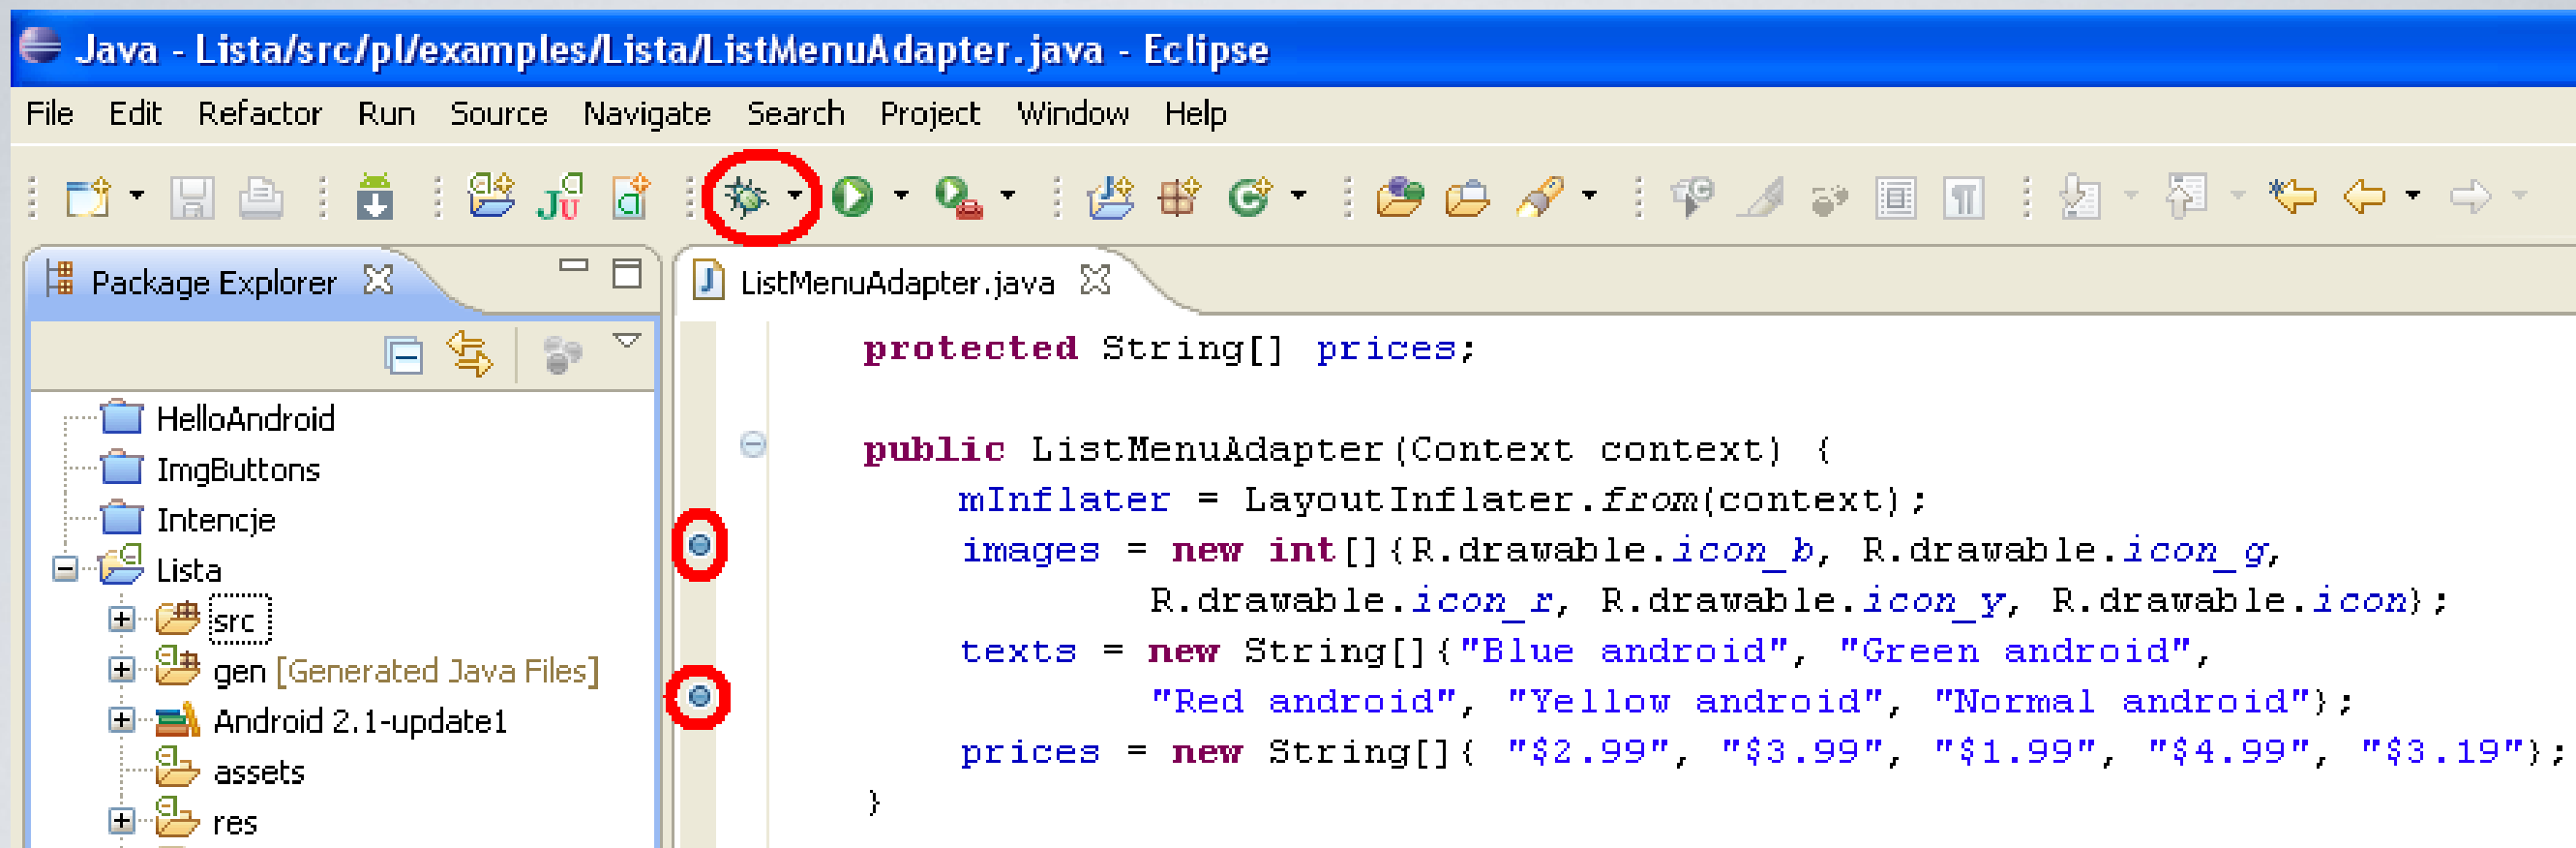 Java - Lista/src/pl/examples/Lista/ListMenuAdapter.java - Eclipse
File Edit Refactor Run Source Navigate Search Project Window Help
Package Explorer
ListMenuAdapter.java
HelloAndroid
ImgButtons
Intencje
Lista
src
gen [Generated Java Files]
Android 2.1-update1
assets
res
protected String[] prices;
public ListMenuAdapter(Context context) {
mInflater = LayoutInflater.from(context);
images = new int[]{R.drawable.icon_b, R.drawable.icon_g,
R.drawable.icon_r, R.drawable.icon_y, R.drawable.icon};
texts = new String[]{"Blue android", "Green android",
"Red android", "Yellow android", "Normal android"};
prices = new String[]{ "$2.99", "$3.99", "$1.99", "$4.99", "$3.19"};
}